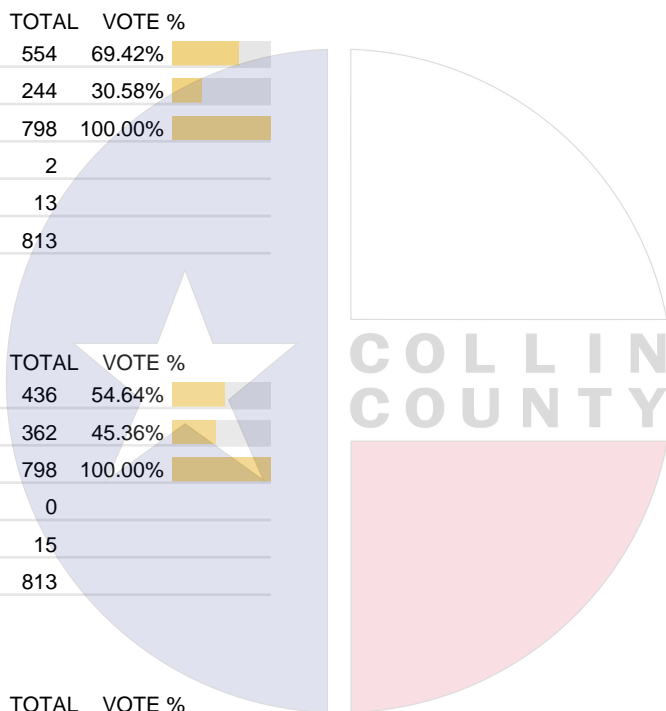 TOTAL VOTE %
554 69.42%
244 30.58%
798 100.00%
2
13
813
COLLIN
COUNTY
TOTAL VOTE %
436 54.64%
362 45.36%
798 100.00%
0
15
813
TOTAL VOTE %